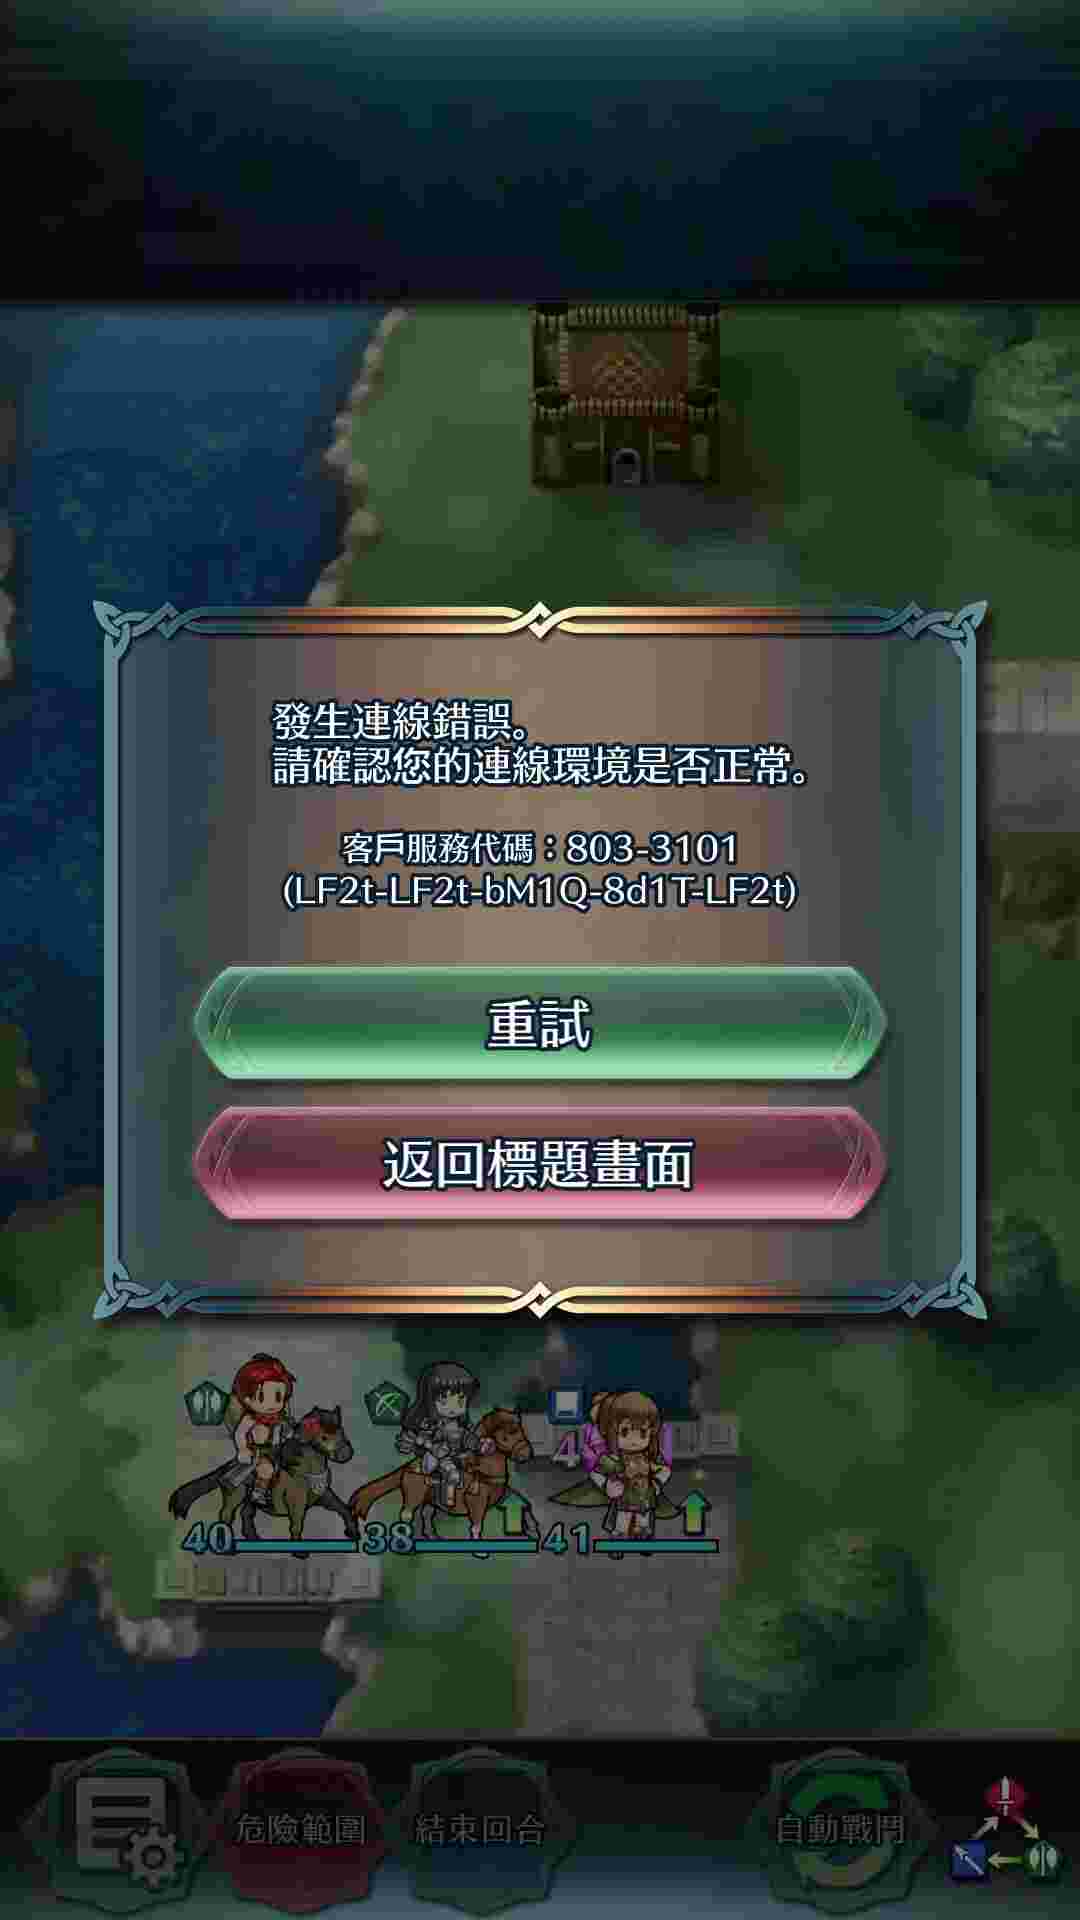 發生連線錯誤。
請確認您的連線環境是否正常。
客戶服務代碼：803-3101
(LF2t-LF2t-bM1Q-8d1T-LF2t)
重試
返回標題畫面
4
40
38
41
危險範圍
結束回合
自動戰鬥